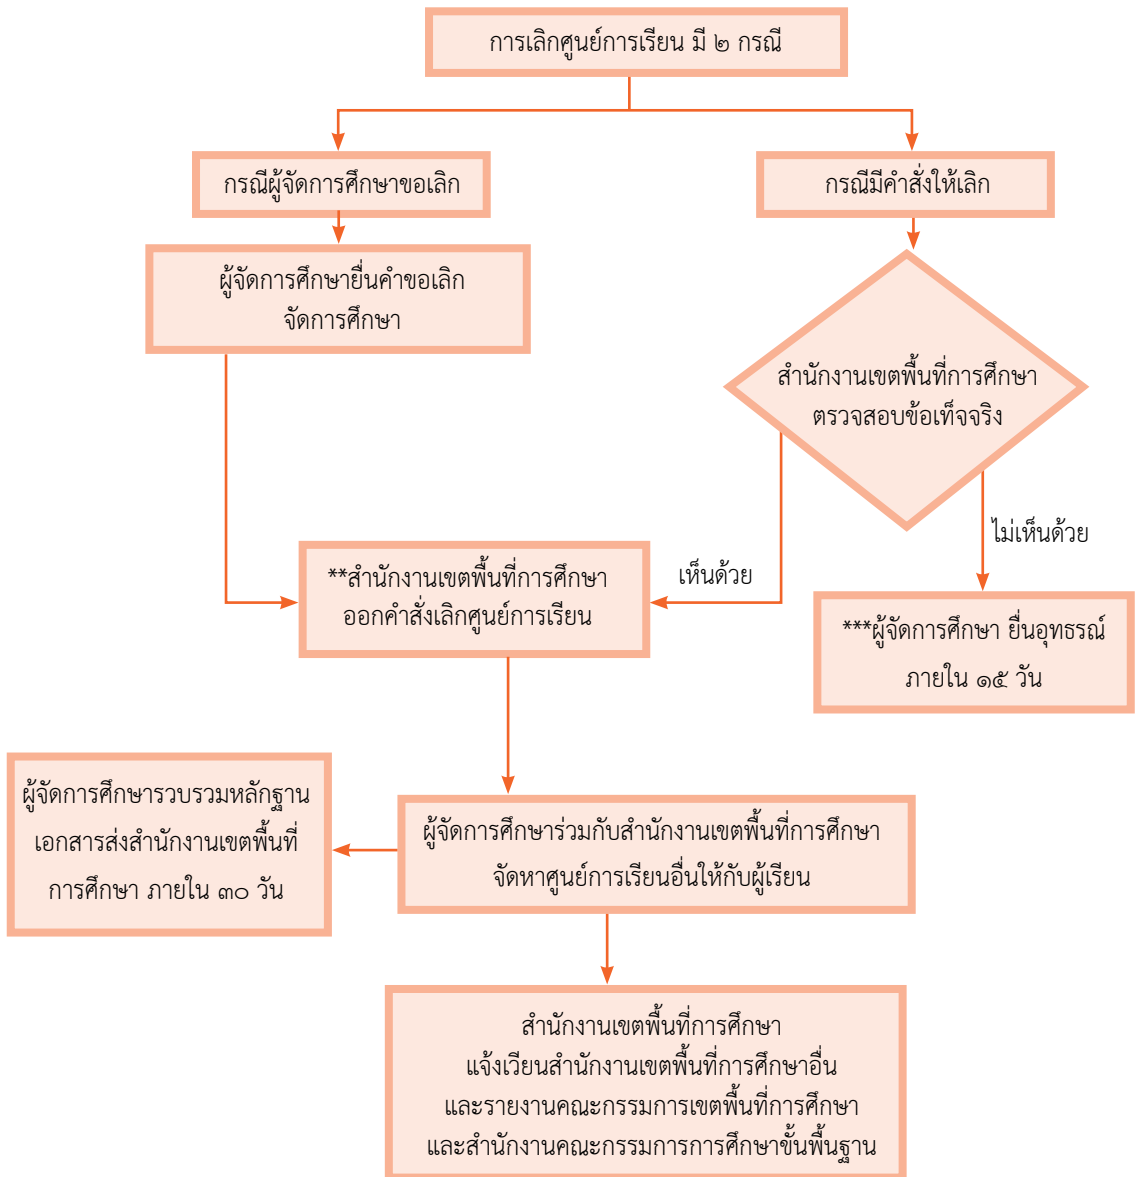 การเลิกศูนย์การเรียน มี ๒ กรณี
กรณีผู้จัดการศึกษาขอเลิก
กรณีมีคำสั่งให้เลิก
ผู้จัดการศึกษายื่นคำขอเลิก
จัดการศึกษา
สำนักงานเขตพื้นที่การศึกษา
ตรวจสอบข้อเท็จจริง
ไม่เห็นด้วย
เห็นด้วย
**สำนักงานเขตพื้นที่การศึกษา
ออกคำสั่งเลิกศูนย์การเรียน
***ผู้จัดการศึกษา ยื่นอุทธรณ์
ภายใน ๑๕ วัน
ผู้จัดการศึกษารวบรวมหลักฐาน
เอกสารส่งสำนักงานเขตพื้นที่
การศึกษา ภายใน ๓๐ วัน
ผู้จัดการศึกษาร่วมกับสำนักงานเขตพื้นที่การศึกษา
จัดหาศูนย์การเรียนอื่นให้กับผู้เรียน
สำนักงานเขตพื้นที่การศึกษา
แจ้งเวียนสำนักงานเขตพื้นที่การศึกษาอื่น
และรายงานคณะกรรมการเขตพื้นที่การศึกษา
และสำนักงานคณะกรรมการการศึกษาขั้นพื้นฐาน